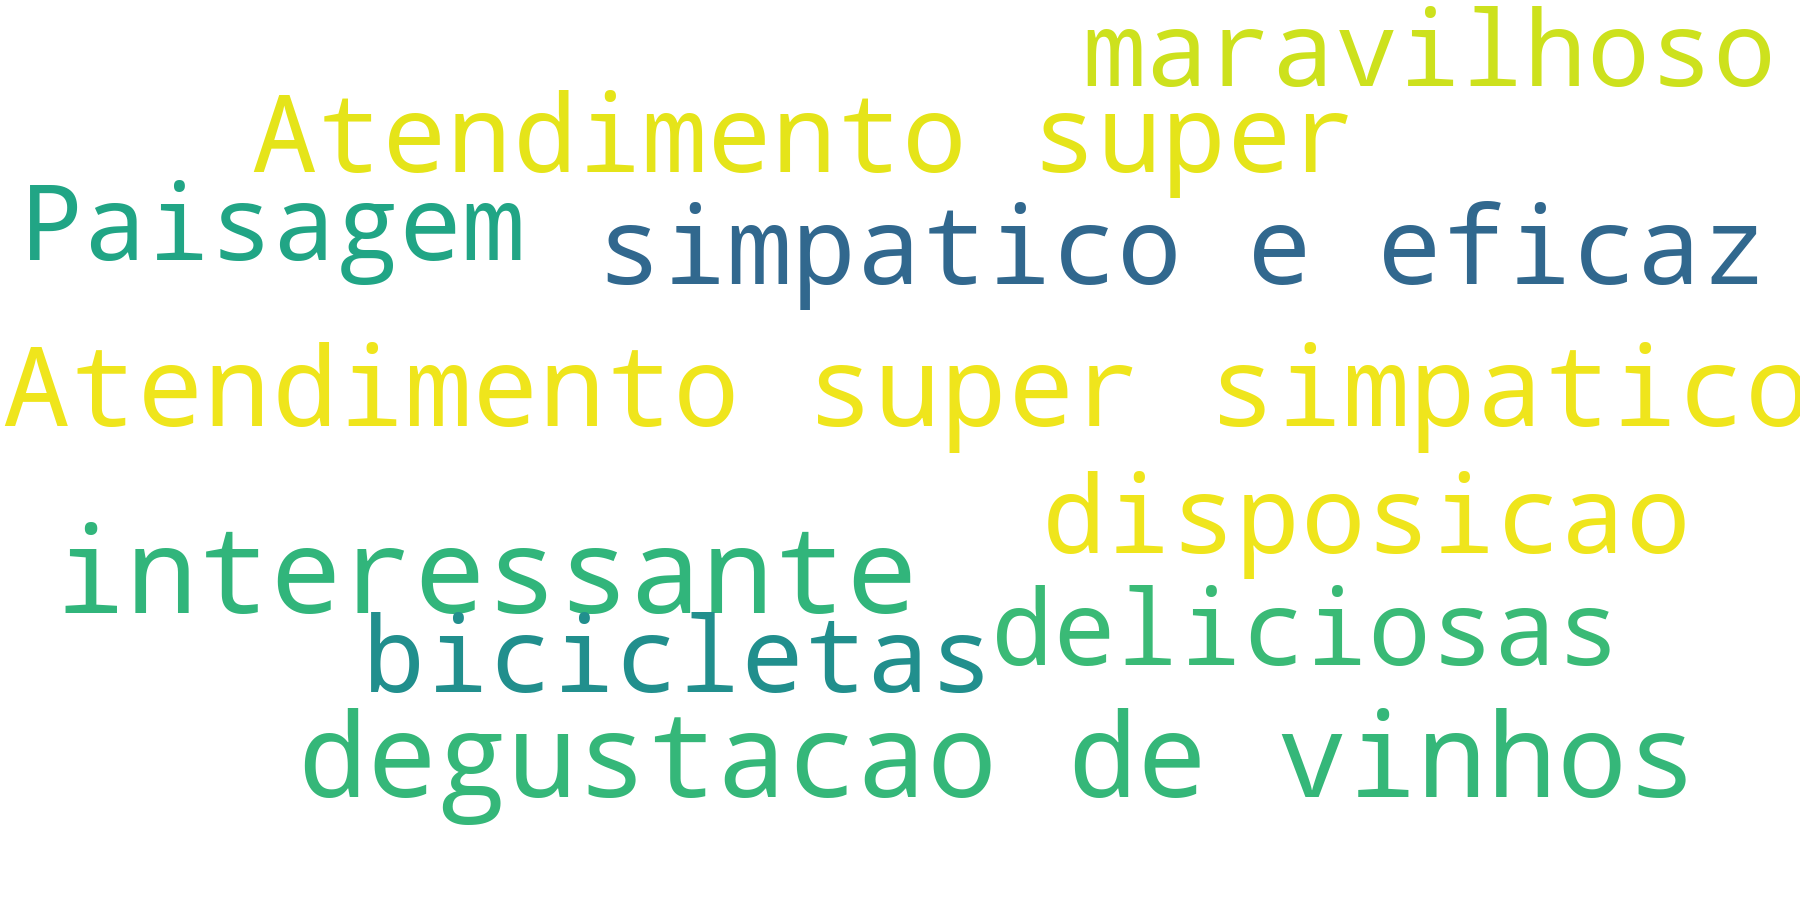 maravilhoso
Atendimento super
Paisagem
simpatico e eficaz
Atendimento super simpatico
disposicao
interessante
deliciosas
bicicletas
degustacao de vinhos